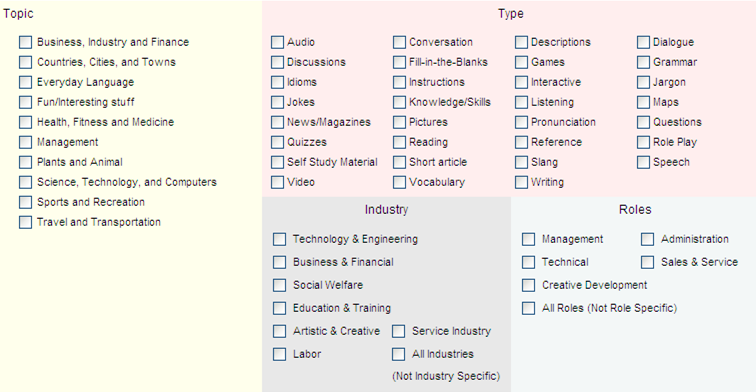 Topic
Business, Industry and Finance
Countries, Cities, and Towns
Everyday Language
Fun/Interesting stuff
Health, Fitness and Medicine
Management
Plants and Animal
Science, Technology, and Computers
Sports and Recreation
Travel and Transportation
Type
Audio Conversation Descriptions Dialogue
Discussions Fill-in-the-Blanks Games Grammar
Idioms Instructions Interactive Jargon
Jokes Knowledge/Skills Listening Maps
News/Magazines Pictures Pronunciation Questions
Quizzes Reading Reference Role Play
Self Study Material Short article Slang Speech
Video Vocabulary Writing
Industry
Technology & Engineering
Business & Financial
Social Welfare
Education & Training
Artistic & Creative Service Industry
Labor All Industries
(Not Industry Specific)
Roles
Management Administration
Technical Sales & Service
Creative Development
All Roles (Not Role Specific)